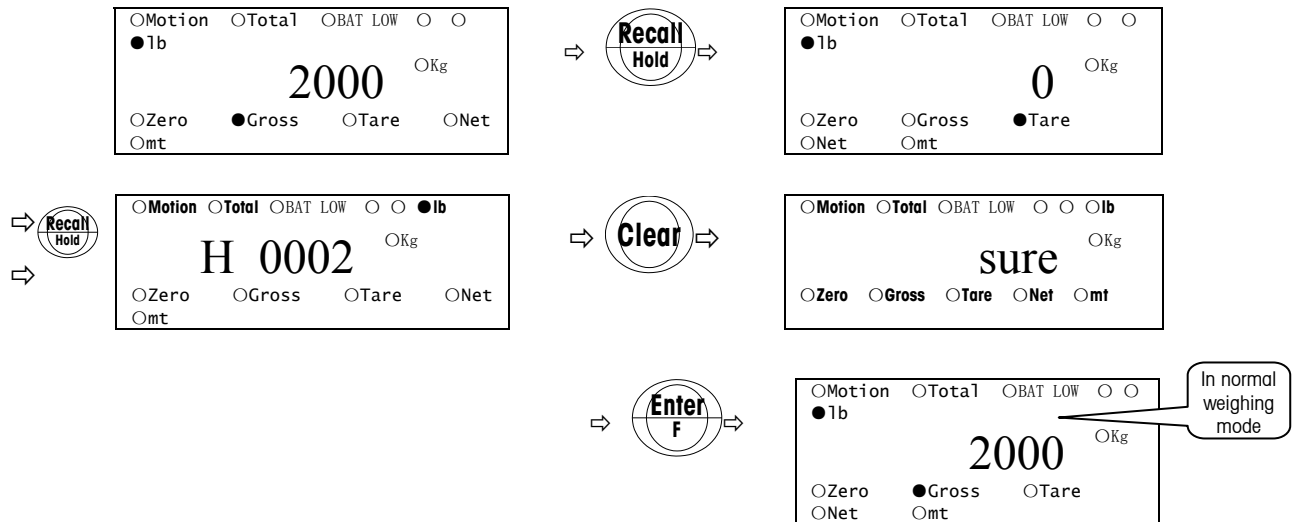 ○Motion ○Total ○BAT LOW ○ ○
●lb
○Kg
2000
○Zero ●Gross ○Tare ○Net
○mt
⇨
Recall
Hold
⇨
○Motion ○Total ○BAT LOW ○ ○
●lb
○Kg
0
○Zero ○Gross ●Tare
○Net ○mt
⇨
Recall
Hold
⇨
○Motion ○Total ○BAT LOW ○ ○ ●lb
○Kg
H 0002
○Zero ○Gross ○Tare ○Net
○mt
⇨
Clear
⇨
○Motion ○Total ○BAT LOW ○ ○ ○lb
○Kg
sure
○Zero ○Gross ○Tare ○Net ○mt
⇨
Enter
F
⇨
○Motion ○Total ○BAT LOW ○ ○
●lb
○Kg
2000
○Zero ●Gross ○Tare
○Net ○mt
In normal
weighing
mode